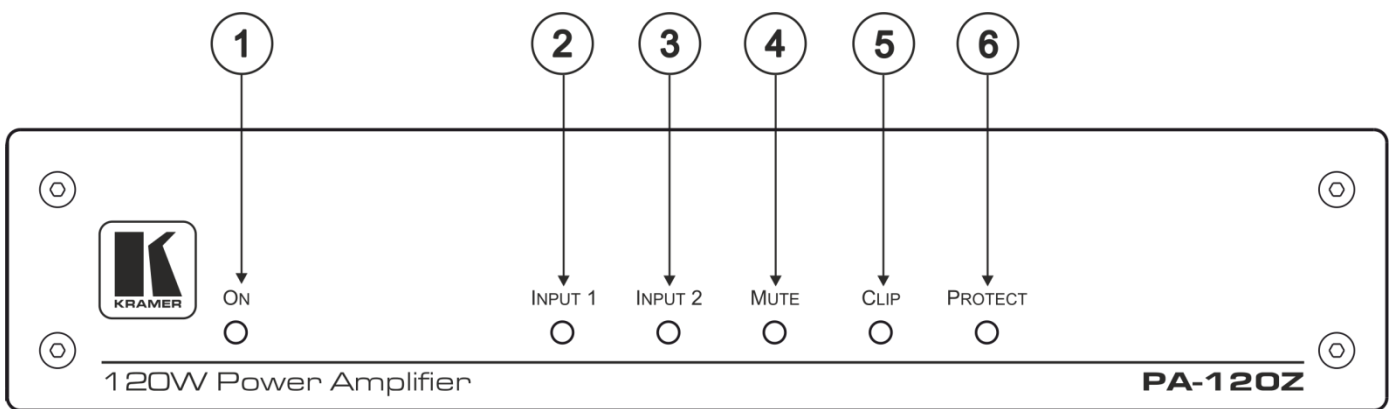 1 2 3 4 5 6
ON INPUT 1 INPUT 2 MUTE CLIP PROTECT
KRAMER
120W Power Amplifier PA-120Z